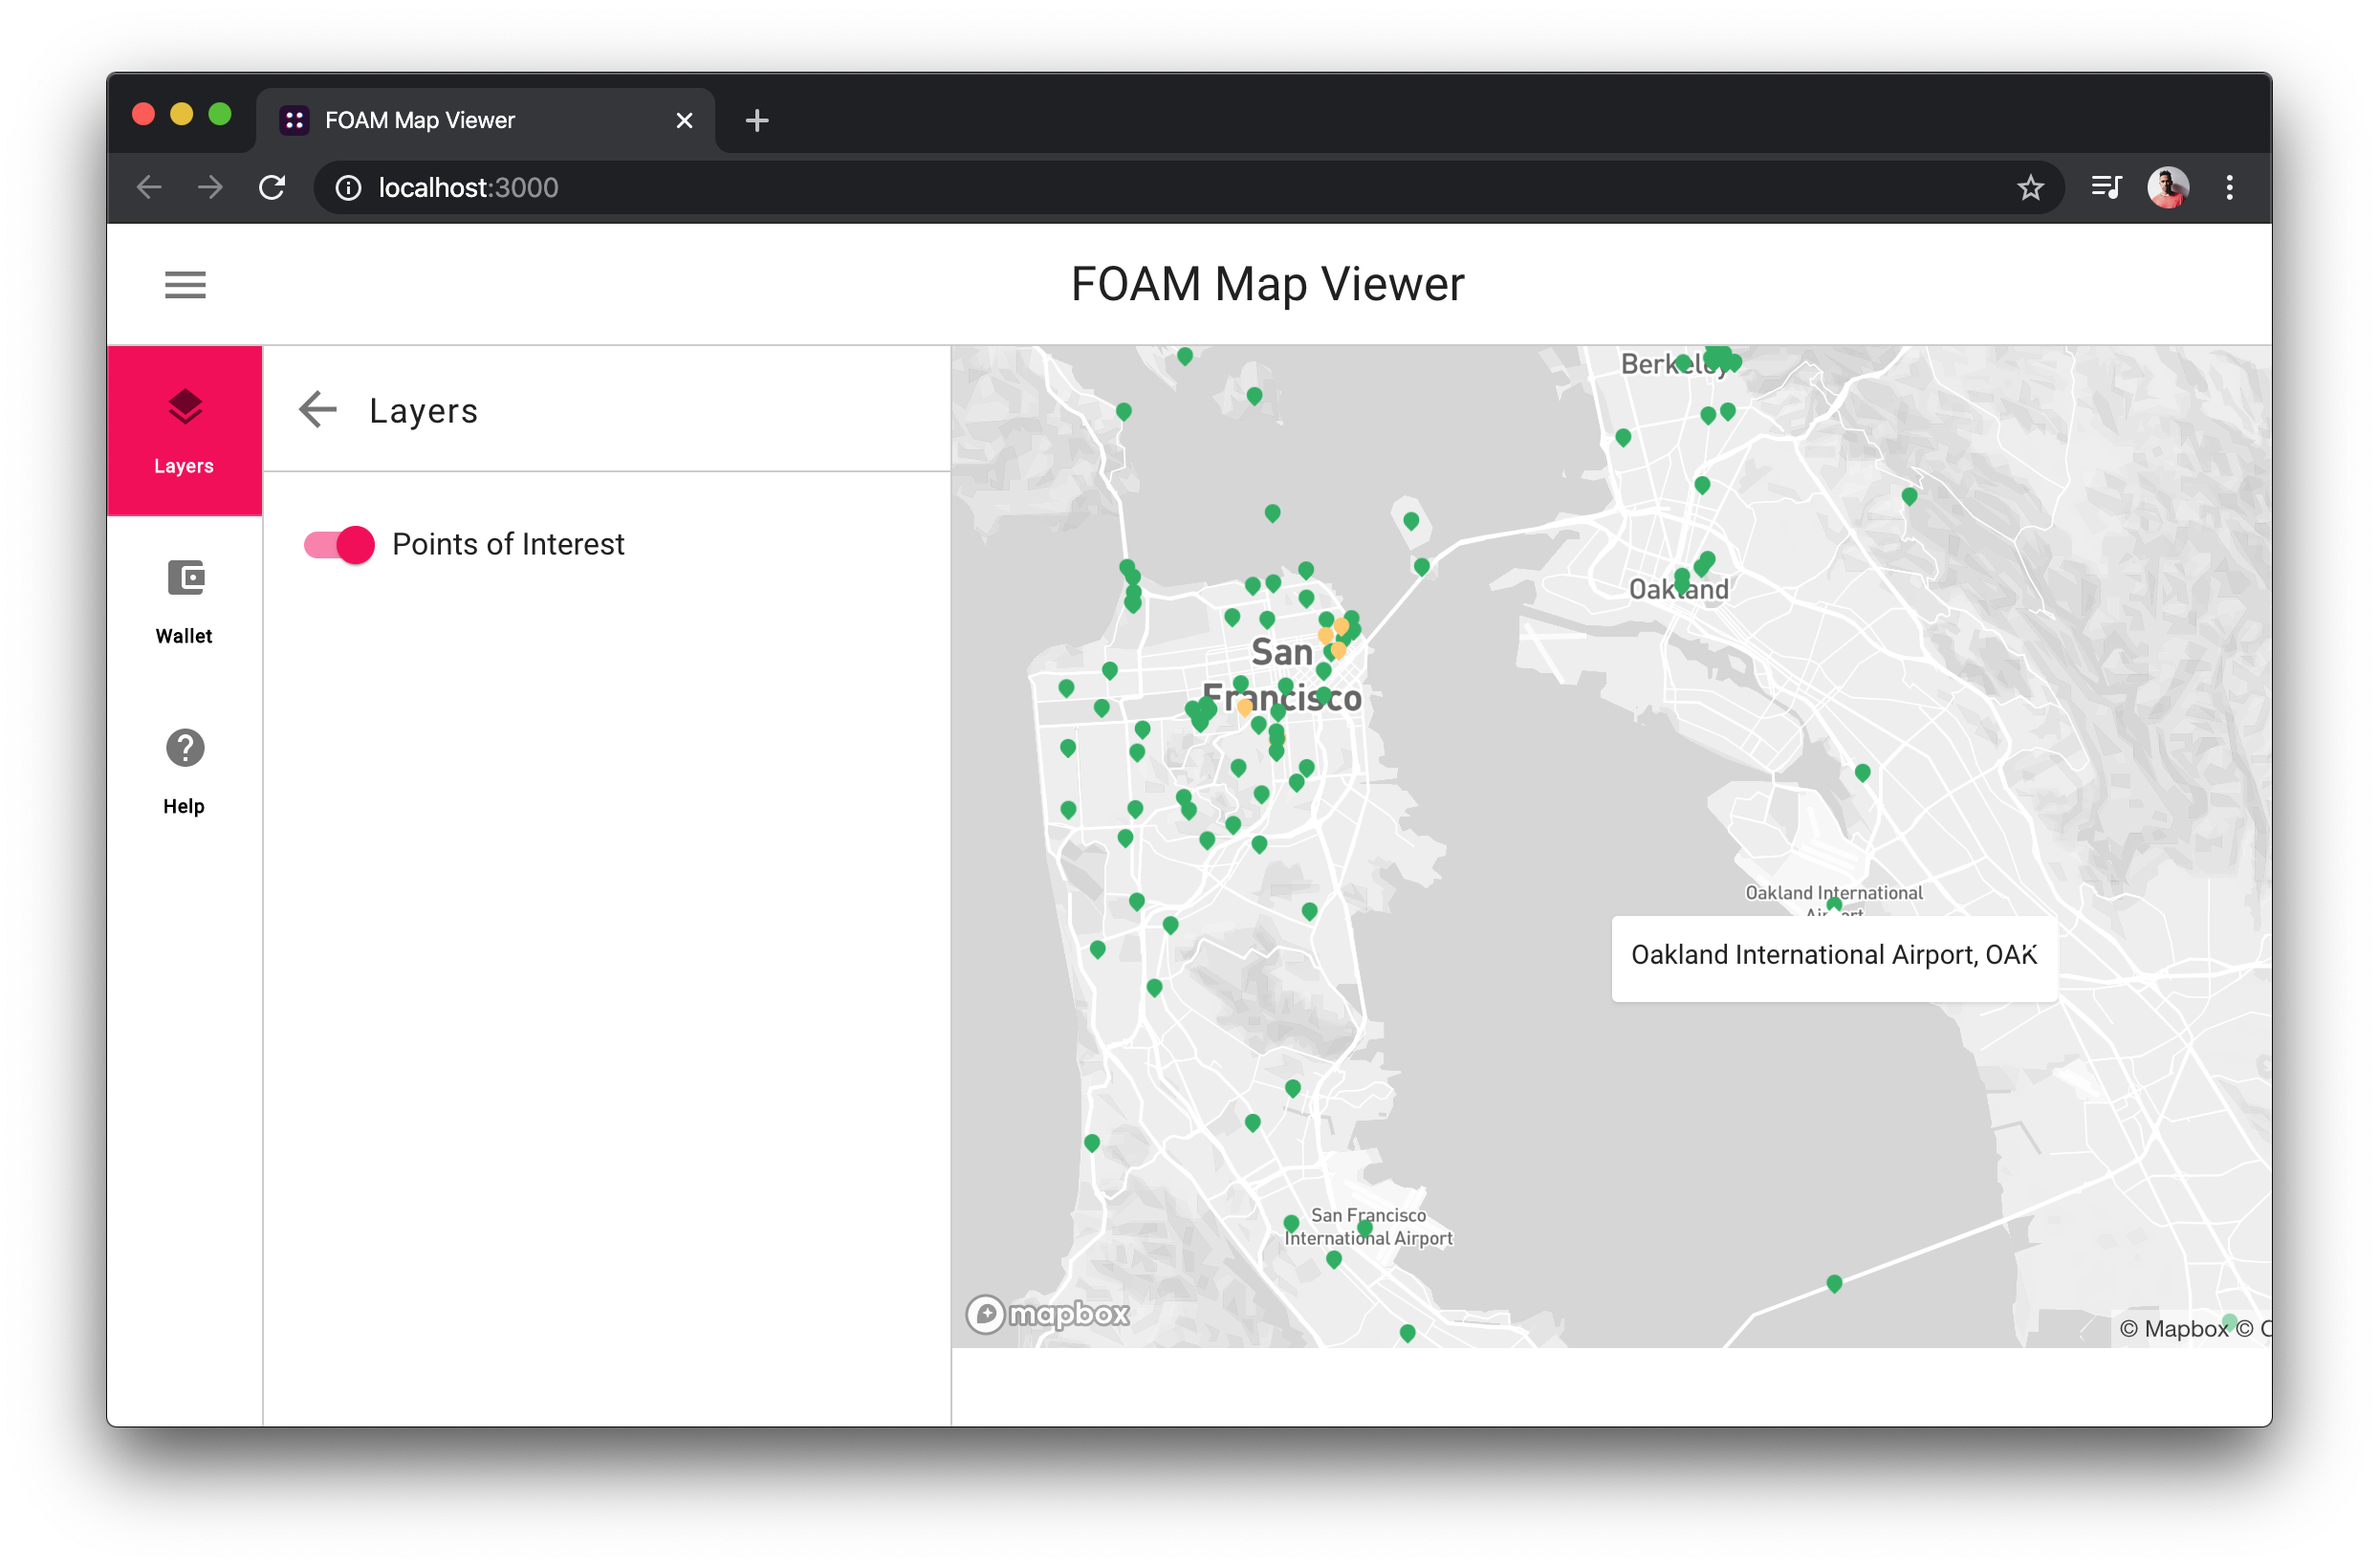 FOAM Map Viewer
localhost:3000
FOAM Map Viewer
Layers
Wallet
Help
Layers
Points of Interest
Berkeley
Oakland
San
Francisco
Oakland International
Airport
Oakland International Airport, OAK
San Francisco
International Airport
mapbox
© Mapbox ©